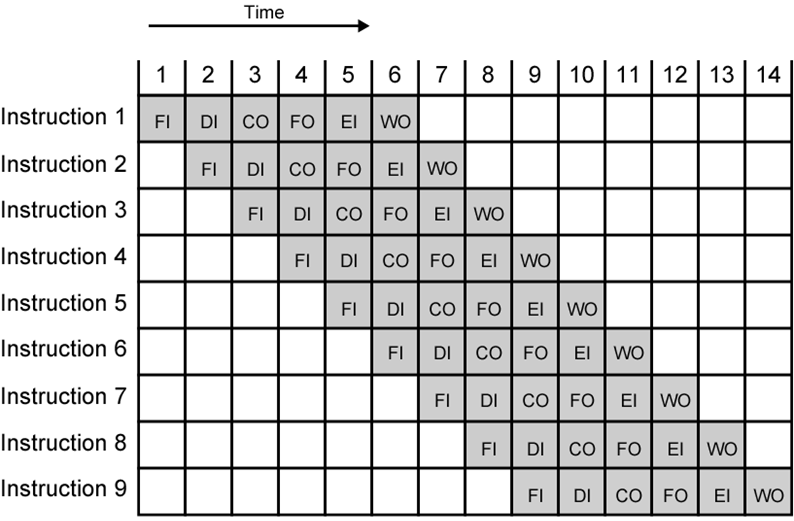 Time
1 2 3 4 5 6 7 8 9 10 11 12 13 14
Instruction 1 FI DI CO FO EI WO
Instruction 2 FI DI CO FO EI WO
Instruction 3 FI DI CO FO EI WO
Instruction 4 FI DI CO FO EI WO
Instruction 5 FI DI CO FO EI WO
Instruction 6 FI DI CO FO EI WO
Instruction 7 FI DI CO FO EI WO
Instruction 8 FI DI CO FO EI WO
Instruction 9 FI DI CO FO EI WO